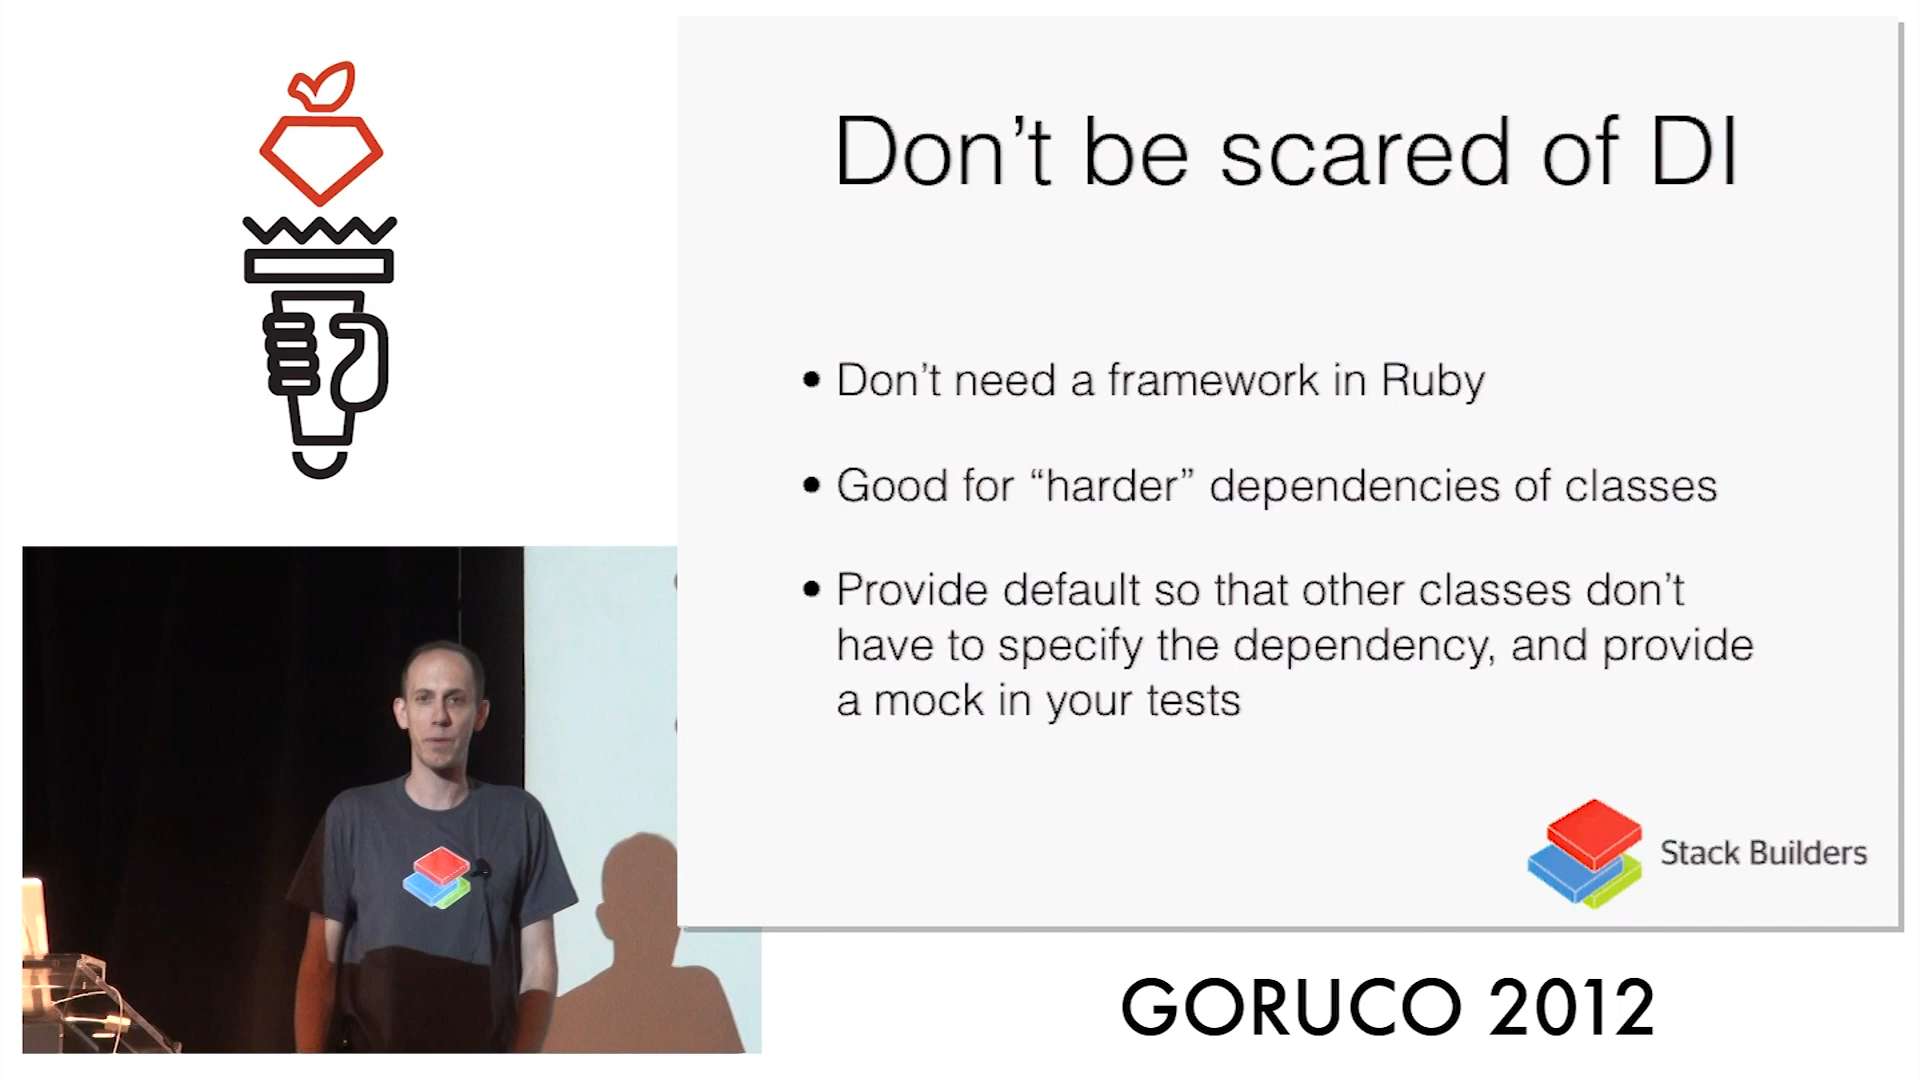 Don’t be scared of DI
• Don’t need a framework in Ruby
• Good for “harder” dependencies of classes
• Provide default so that other classes don’t
have to specify the dependency, and provide
a mock in your tests
Stack Builders
GORUCO 2012